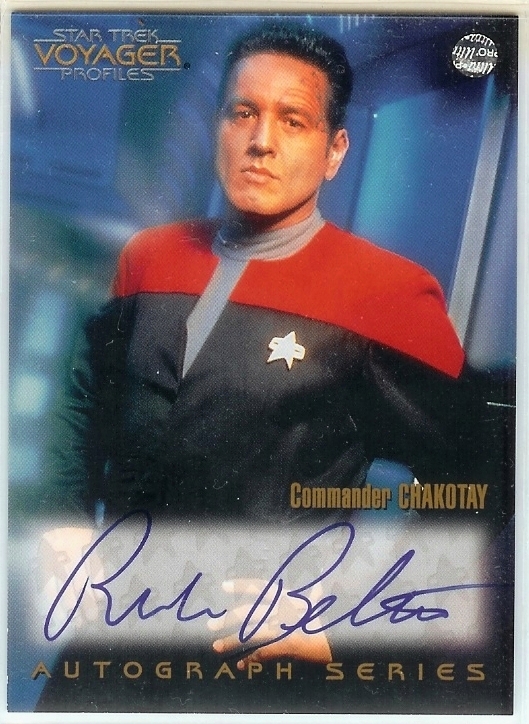 STAR TREK
VOYAGER
PROFILES
Commander CHAKOTAY
AUTOGRAPH SERIES